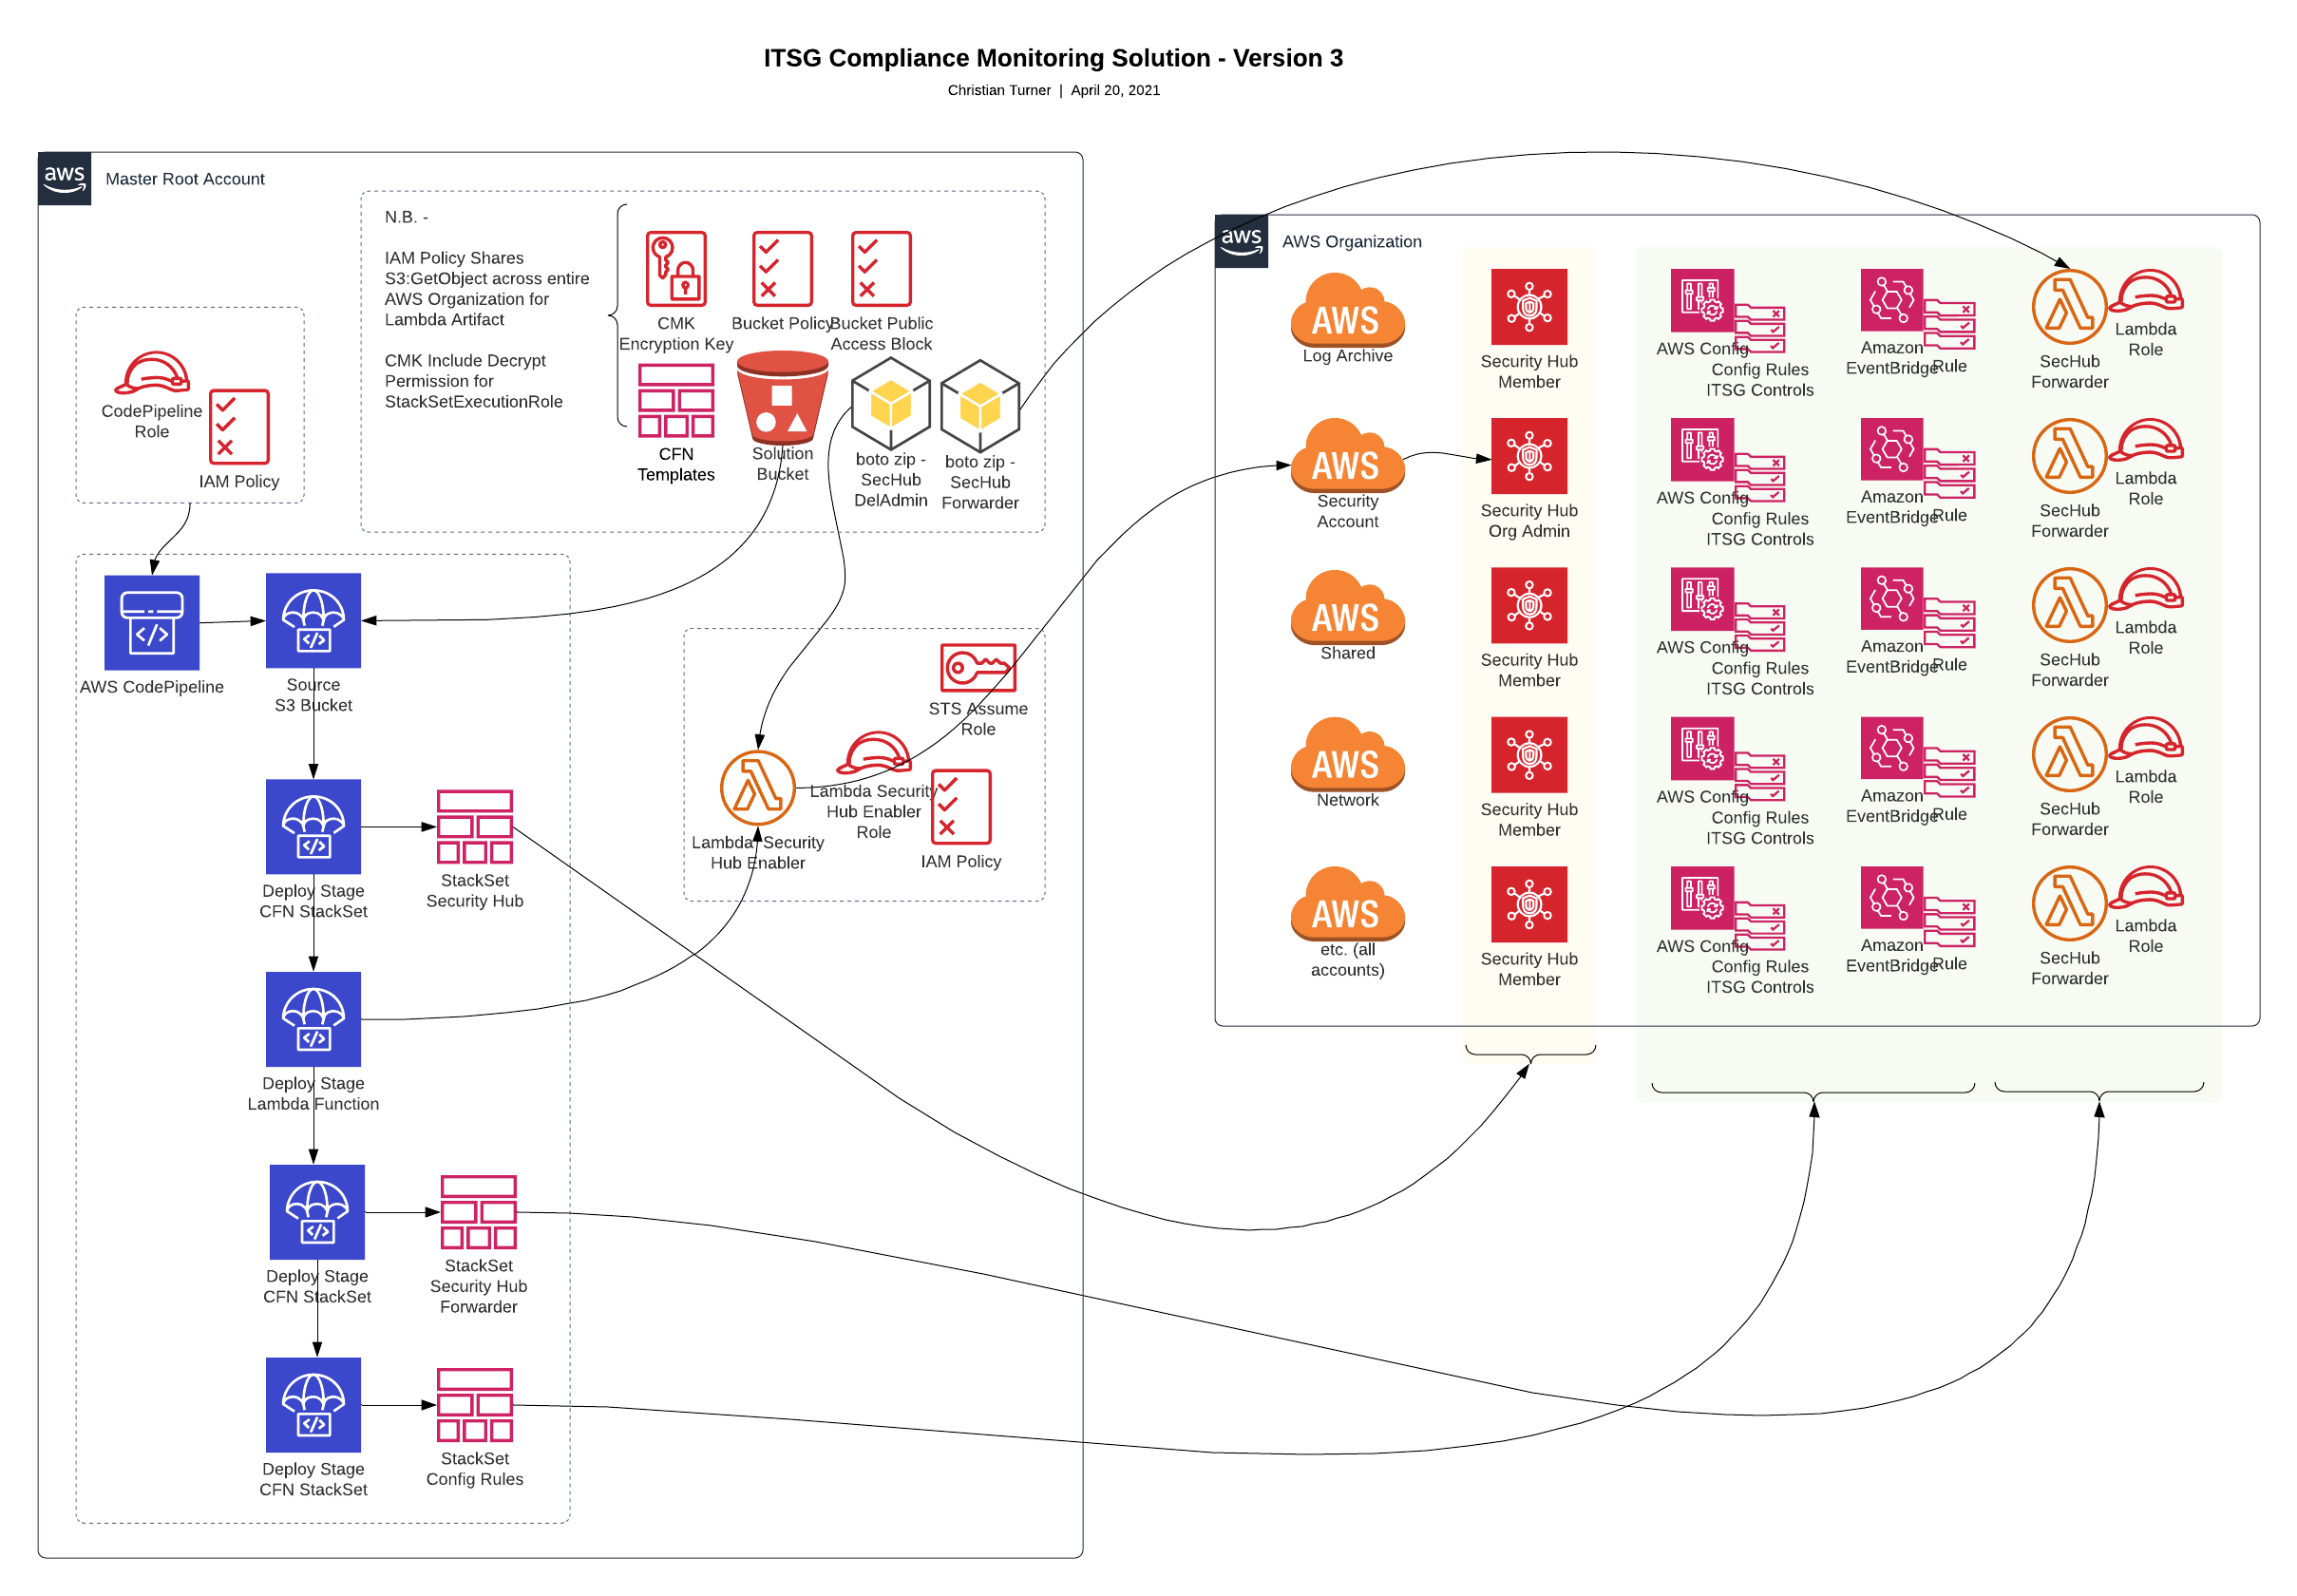 ITSG Compliance Monitoring Solution - Version 3
Christian Turner | April 20, 2021
aws
Master Root Account
N.B. -
IAM Policy Shares
S3:GetObject across entire
AWS Organization for
Lambda Artifact
CMK Include Decrypt
Permission for
StackSetExecutionRole
CMK
Encryption Key
Bucket Policy
Bucket Public
Access Block
CFN
Templates
Solution
Bucket
boto zip -
SecHub
DelAdmin
boto zip -
SecHub
Forwarder
CodePipeline
Role
IAM Policy
AWS CodePipeline
Source
S3 Bucket
Deploy Stage
CFN StackSet
StackSet
Security Hub
Deploy Stage
Lambda Function
Deploy Stage
CFN StackSet
StackSet
Security Hub
Forwarder
Deploy Stage
CFN StackSet
StackSet
Config Rules
STS Assume
Role
Lambda Security
Hub Enabler
Role
Lambda Security
Hub Enabler
IAM Policy
aws
AWS Organization
AWS
Log Archive
Security Hub
Member
AWS Config
Config Rules
ITSG Controls
Amazon
EventBridge
Rule
SecHub
Forwarder
Lambda
Role
AWS
Security
Account
Security Hub
Org Admin
AWS Config
Config Rules
ITSG Controls
Amazon
EventBridge
Rule
SecHub
Forwarder
Lambda
Role
AWS
Shared
Security Hub
Member
AWS Config
Config Rules
ITSG Controls
Amazon
EventBridge
Rule
SecHub
Forwarder
Lambda
Role
AWS
Network
Security Hub
Member
AWS Config
Config Rules
ITSG Controls
Amazon
EventBridge
Rule
SecHub
Forwarder
Lambda
Role
AWS
etc. (all
accounts)
Security Hub
Member
AWS Config
Config Rules
ITSG Controls
Amazon
EventBridge
Rule
SecHub
Forwarder
Lambda
Role